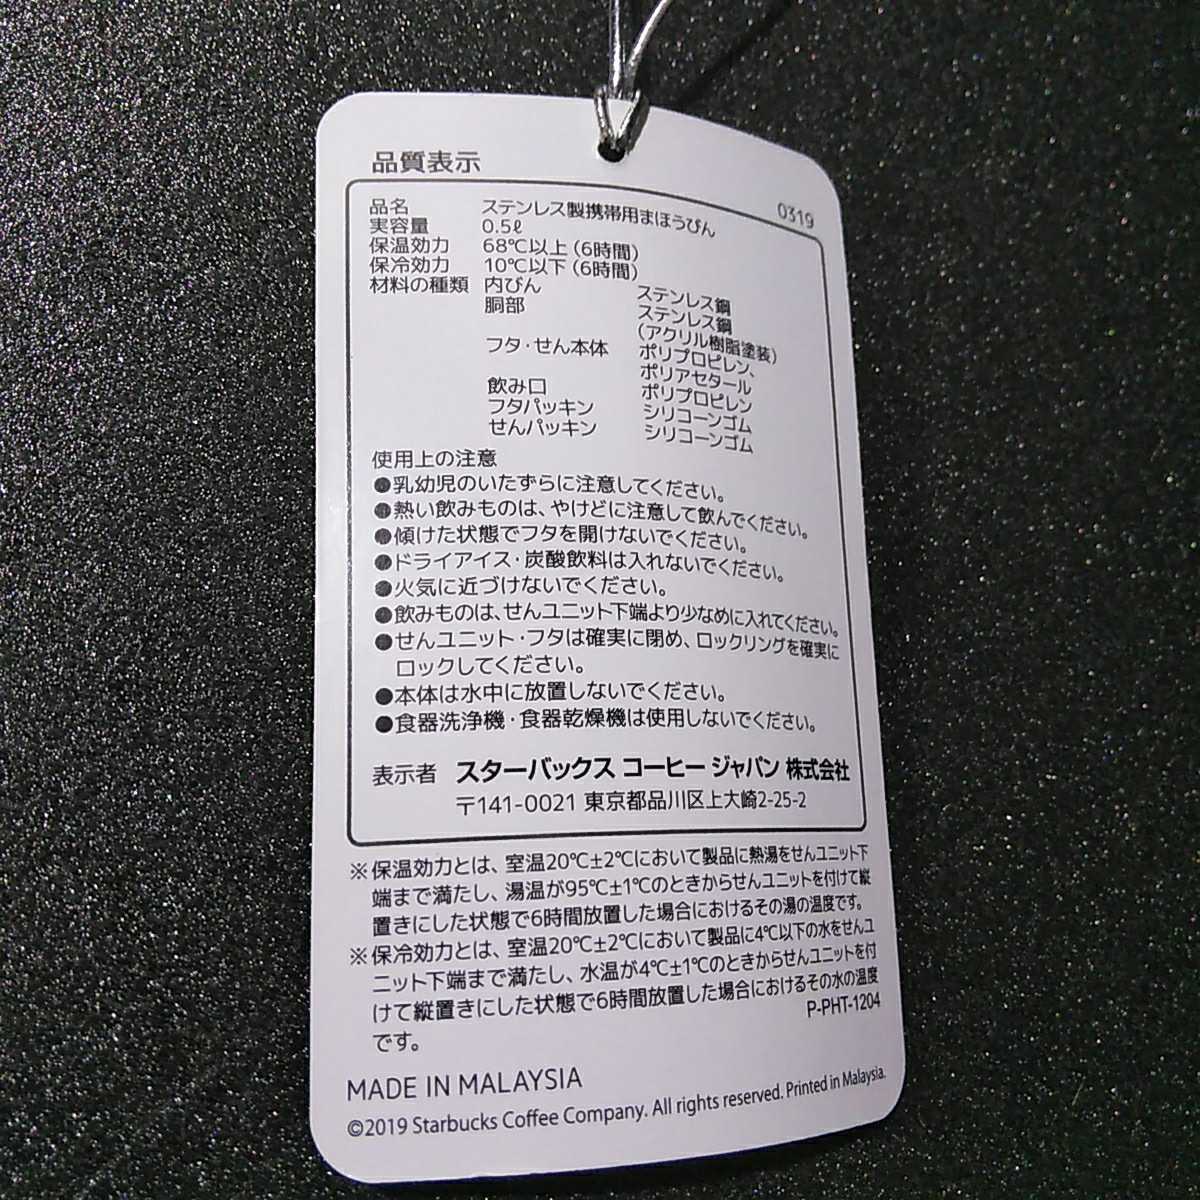 品質表示
0319
品名 ステンレス製携帯用まほうびん
実容量 0.5ℓ
保温効力 68℃以上(6時間)
保冷効力 10℃以下(6時間)
材料の種類 内びん ステンレス鋼
胴部 ステンレス鋼
(アクリル樹脂塗装)
フタ・せん本体 ポリプロピレン、
ポリアセタール
飲み口 ポリプロピレン
フタパッキン シリコーンゴム
せんパッキン シリコーンゴム
使用上の注意
●乳幼児のいたずらに注意してください。
●熱い飲みものは、やけどに注意して飲んでください。
●傾けた状態でフタを開けないでください。
●ドライアイス・炭酸飲料は入れないでください。
●火気に近づけないでください。
●飲みものは、せんユニット下端より少なめに入れてください。
●せんユニット・フタは確実に閉め、ロックリングを確実に
ロックしてください。
●本体は水中に放置しないでください。
●食器洗浄機・食器乾燥機は使用しないでください。
表示者 スターバックス コーヒー ジャパン 株式会社
〒141-0021 東京都品川区上大崎2-25-2
※保温効力とは、室温20℃±2℃において製品に熱湯をせんユニット下
端まで満たし、湯温が95℃±1℃のときからせんユニットを付けて縦
置きにした状態で6時間放置した場合におけるその湯の温度です。
※保冷効力とは、室温20℃±2℃において製品に4℃以下の水をせんユ
ニット下端まで満たし、水温が4℃±1℃のときからせんユニットを付
けて縦置きにした状態で6時間放置した場合におけるその水の温度
です。
P-PHT-1204
MADE IN MALAYSIA
©2019 Starbucks Coffee Company. All rights reserved. Printed in Malaysia.